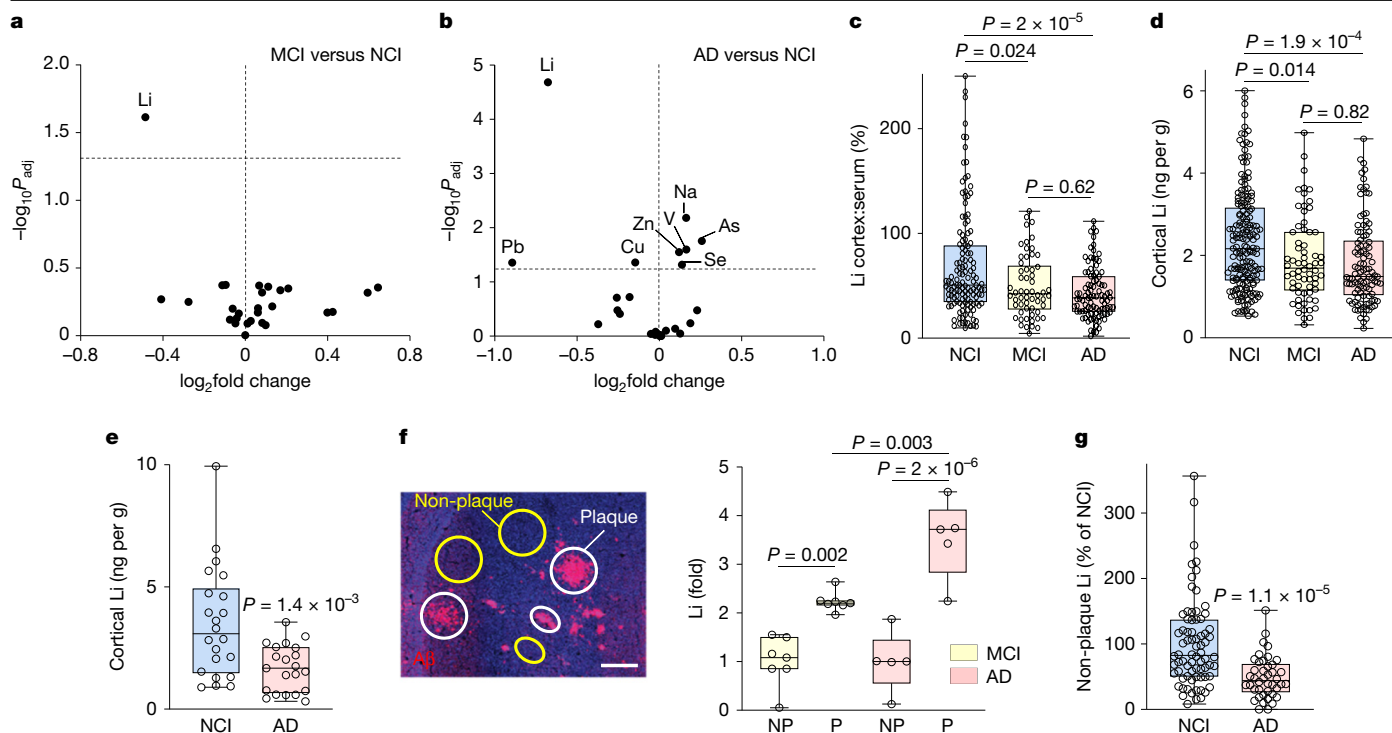 a
MCI versus NCI
Li
2.0
1.5
1.0
0.5
0
−log10Padj
−0.8 −0.4 0 0.4 0.8
log2fold change
b
AD versus NCI
Li
Na
Zn V As
Pb Cu Se
5
4
3
2
1
0
−log10Padj
−1.0 −0.5 0 0.5 1.0
log2fold change
c
P = 2 × 10–5
P = 0.024
P = 0.62
200
100
0
Li cortex:serum (%)
NCI MCI AD
d
P = 1.9 × 10–4
P = 0.014
P = 0.82
6
4
2
0
Cortical Li (ng per g)
NCI MCI AD
e
10
5
0
Cortical Li (ng per g)
P = 1.4 × 10–3
NCI AD
f
Non-plaque
Plaque
Aβ
P = 0.003
P = 2 × 10–6
P = 0.002
5
4
3
2
1
0
Li (fold)
MCI
AD
NP P NP P
g
300
200
100
0
Non-plaque Li (% of NCI)
P = 1.1 × 10–5
NCI AD